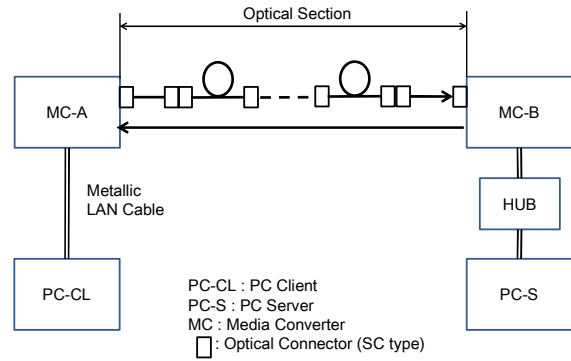 Optical Section
MC-A
MC-B
Metallic
LAN Cable
HUB
PC-CL
PC-S
PC-CL : PC Client
PC-S : PC Server
MC : Media Converter
: Optical Connector (SC type)